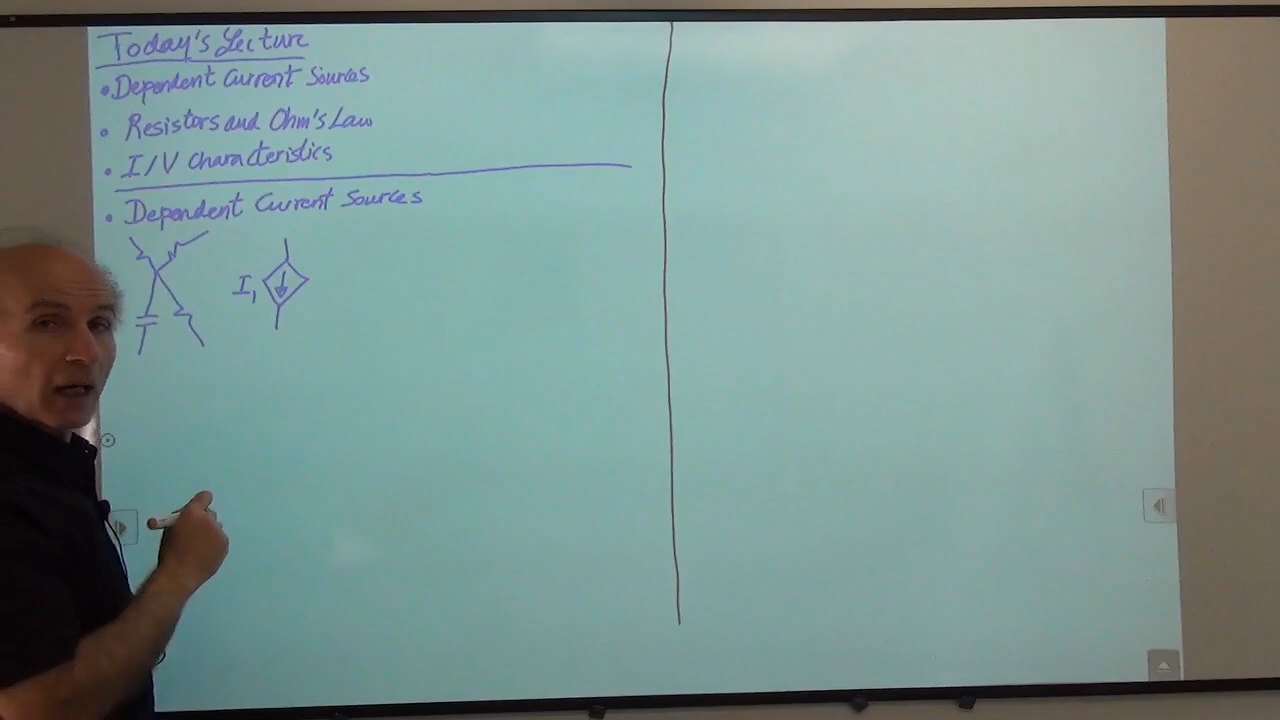 Today's Lecture
• Dependent Current Sources
• Resistors and Ohm's Law
• I/V Characteristics
• Dependent Current Sources
I₁